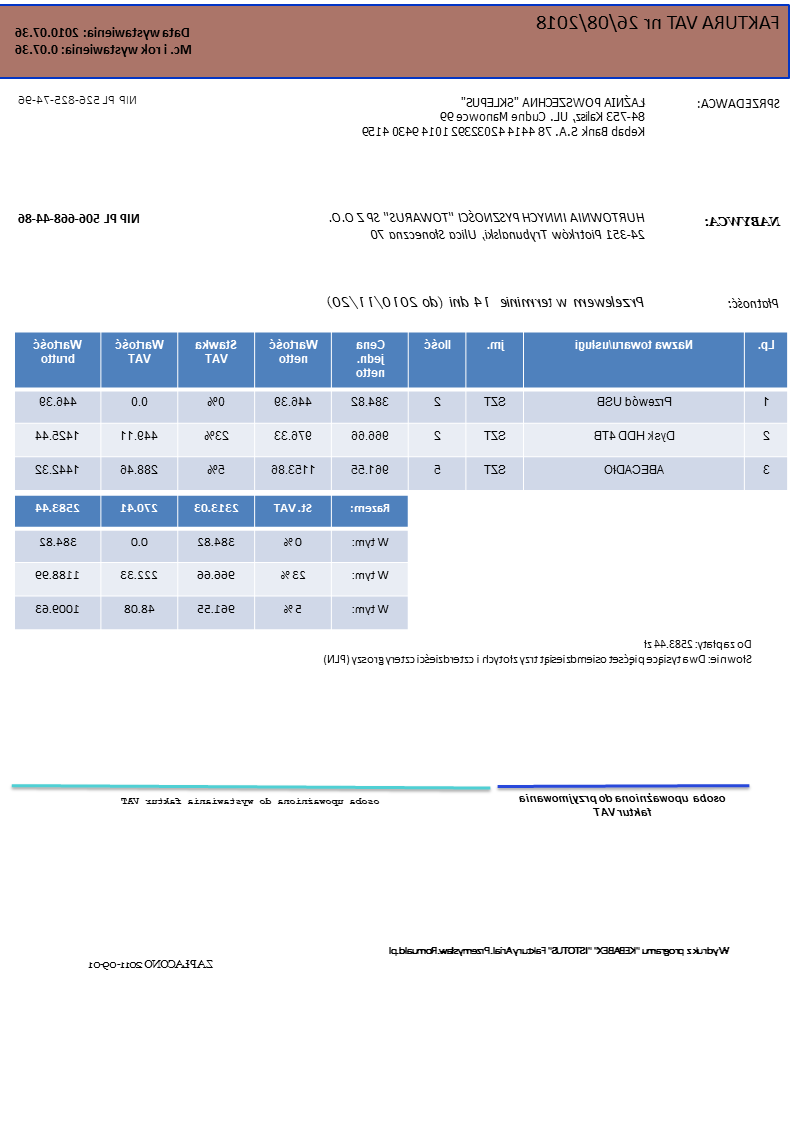 FAKTURA VAT nr 26/08/2018
Data wystawienia: 2010.07.36
Mc. i rok wystawienia: 0.07.36
SPRZEDAWCA:
ŁAŹNIA POWSZECHNA "SKLEPUS"
84-753 Kalisz, UL. Cudne Manowce 99
Kebab Bank S.A. 78 4414 42032392 1014 9430 4159
NIP PL 526-825-74-96
NABYWCA:
HURTOWNIA INNYCH PYSZNOŚCI "TOWARUS" SP Z O.O.
24-351 Piotrków Trybunalski, Ulica Słoneczna 70
NIP PL 506-668-44-86
Płatność:
Przelewem w terminie 14 dni (do 2010/11/20)
Lp. Nazwa towaru/usługi jm. Ilość Cena jedn. netto Wartość netto Stawka VAT Wartość VAT Wartość brutto
1 Przewód USB SZT 2 384.82 446.39 0% 0.0 446.39
2 Dysk HDD 4TB SZT 2 966.66 976.33 23% 449.11 1425.44
3 ABECADŁO SZT 5 961.55 1153.86 5% 288.46 1442.32
Razem: St. VAT 2313.03 270.41 2583.44
W tym: 0 % 384.82 0.0 384.82
W tym: 23 % 966.66 222.33 1188.99
W tym: 5 % 961.55 48.08 1009.63
Do zapłaty: 2583.44 zł
Słownie: Dwa tysiące pięćset osiemdziesiąt trzy złotych i czterdzieści cztery groszy (PLN)
osoba upoważniona do przyjmowania
faktur VAT
osoba upoważniona do wystawiania faktur VAT
Wydruk z programu "KEBABEX" "ISTOTUS" Faktury Arial.Przemysław.Romuald.pl
ZAPŁACONO 2011-09-01